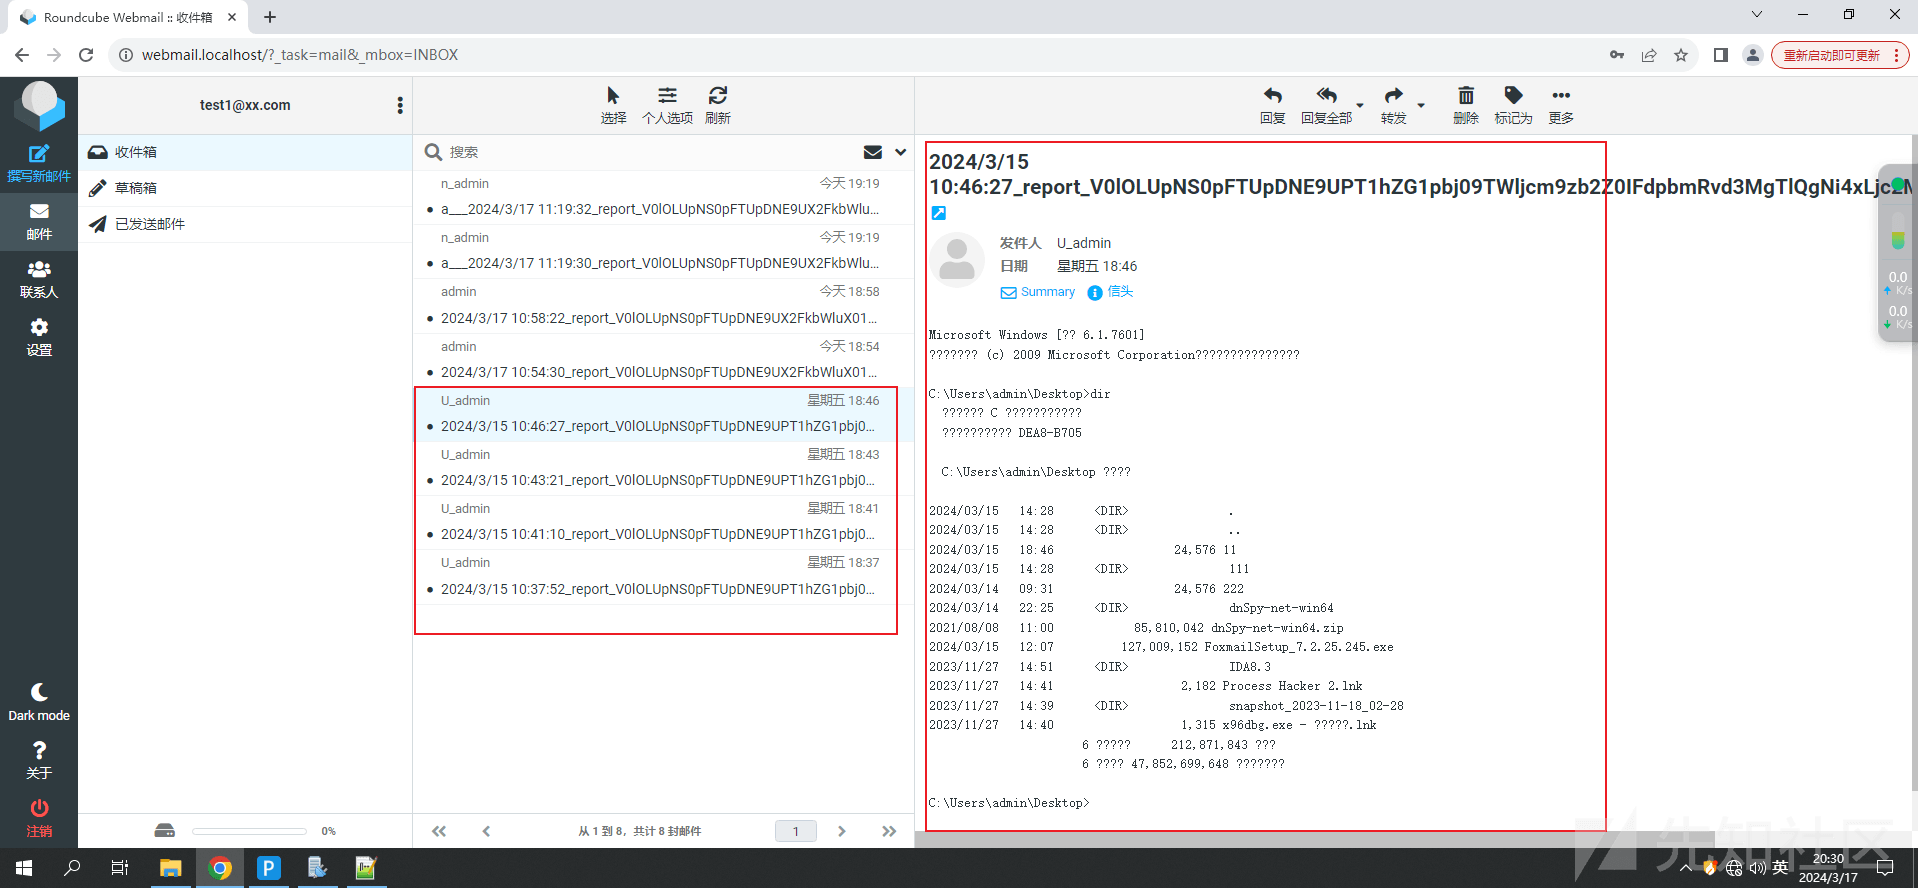 Roundcube Webmail :: 收件箱
webmail.localhost/?_task=mail&_mbox=INBOX
重新启动即可更新
撰写新邮件
邮件
联系人
设置
Dark mode
关于
注销
test1@xx.com
收件箱
草稿箱
已发送邮件
0%
选择
个人选项
刷新
搜索
n_admin 今天 19:19
a___2024/3/17 11:19:32_report_V0lOLUpNS0pFTUpDNE9UX2FkbWlu...
n_admin 今天 19:19
a___2024/3/17 11:19:30_report_V0lOLUpNS0pFTUpDNE9UX2FkbWlu...
admin 今天 18:58
2024/3/17 10:58:22_report_V0lOLUpNS0pFTUpDNE9UX2FkbWluX01...
admin 今天 18:54
2024/3/17 10:54:30_report_V0lOLUpNS0pFTUpDNE9UX2FkbWluX01...
U_admin 星期五 18:46
2024/3/15 10:46:27_report_V0lOLUpNS0pFTUpDNE9UPT1hZG1pbj0...
U_admin 星期五 18:43
2024/3/15 10:43:21_report_V0lOLUpNS0pFTUpDNE9UPT1hZG1pbj0...
U_admin 星期五 18:41
2024/3/15 10:41:10_report_V0lOLUpNS0pFTUpDNE9UPT1hZG1pbj0...
U_admin 星期五 18:37
2024/3/15 10:37:52_report_V0lOLUpNS0pFTUpDNE9UPT1hZG1pbj0...
从 1 到 8，共计 8 封邮件
1
回复
回复全部
转发
删除
标记为
更多
2024/3/15
10:46:27_report_V0lOLUpNS0pFTUpDNE9UPT1hZG1pbj09TWljcm9zb2Z0IFdpbmRvd3MgTlQgNi4xLjc2M
发件人 U_admin
日期 星期五 18:46
Summary 信头
Microsoft Windows [?? 6.1.7601]
??????? (c) 2009 Microsoft Corporation???????????????
C:\Users\admin\Desktop>dir
?????? C ???????????
?????????? DEA8-B705
C:\Users\admin\Desktop ????
2024/03/15 14:28 <DIR> .
2024/03/15 14:28 <DIR> ..
2024/03/15 18:46 24,576 11
2024/03/15 14:28 <DIR> 111
2024/03/14 09:31 24,576 222
2024/03/14 22:25 <DIR> dnSpy-net-win64
2021/08/08 11:00 85,810,042 dnSpy-net-win64.zip
2024/03/15 12:07 127,009,152 FoxmailSetup_7.2.25.245.exe
2023/11/27 14:51 <DIR> IDA8.3
2023/11/27 14:41 2,182 Process Hacker 2.lnk
2023/11/27 14:39 <DIR> snapshot_2023-11-18_02-28
2023/11/27 14:40 1,315 x96dbg.exe - ?????.lnk
6 ????? 212,871,843 ???
6 ???? 47,852,699,648 ???????
C:\Users\admin\Desktop>
0.0
K/s
0.0
K/s
先知社区
英
20:30
2024/3/17